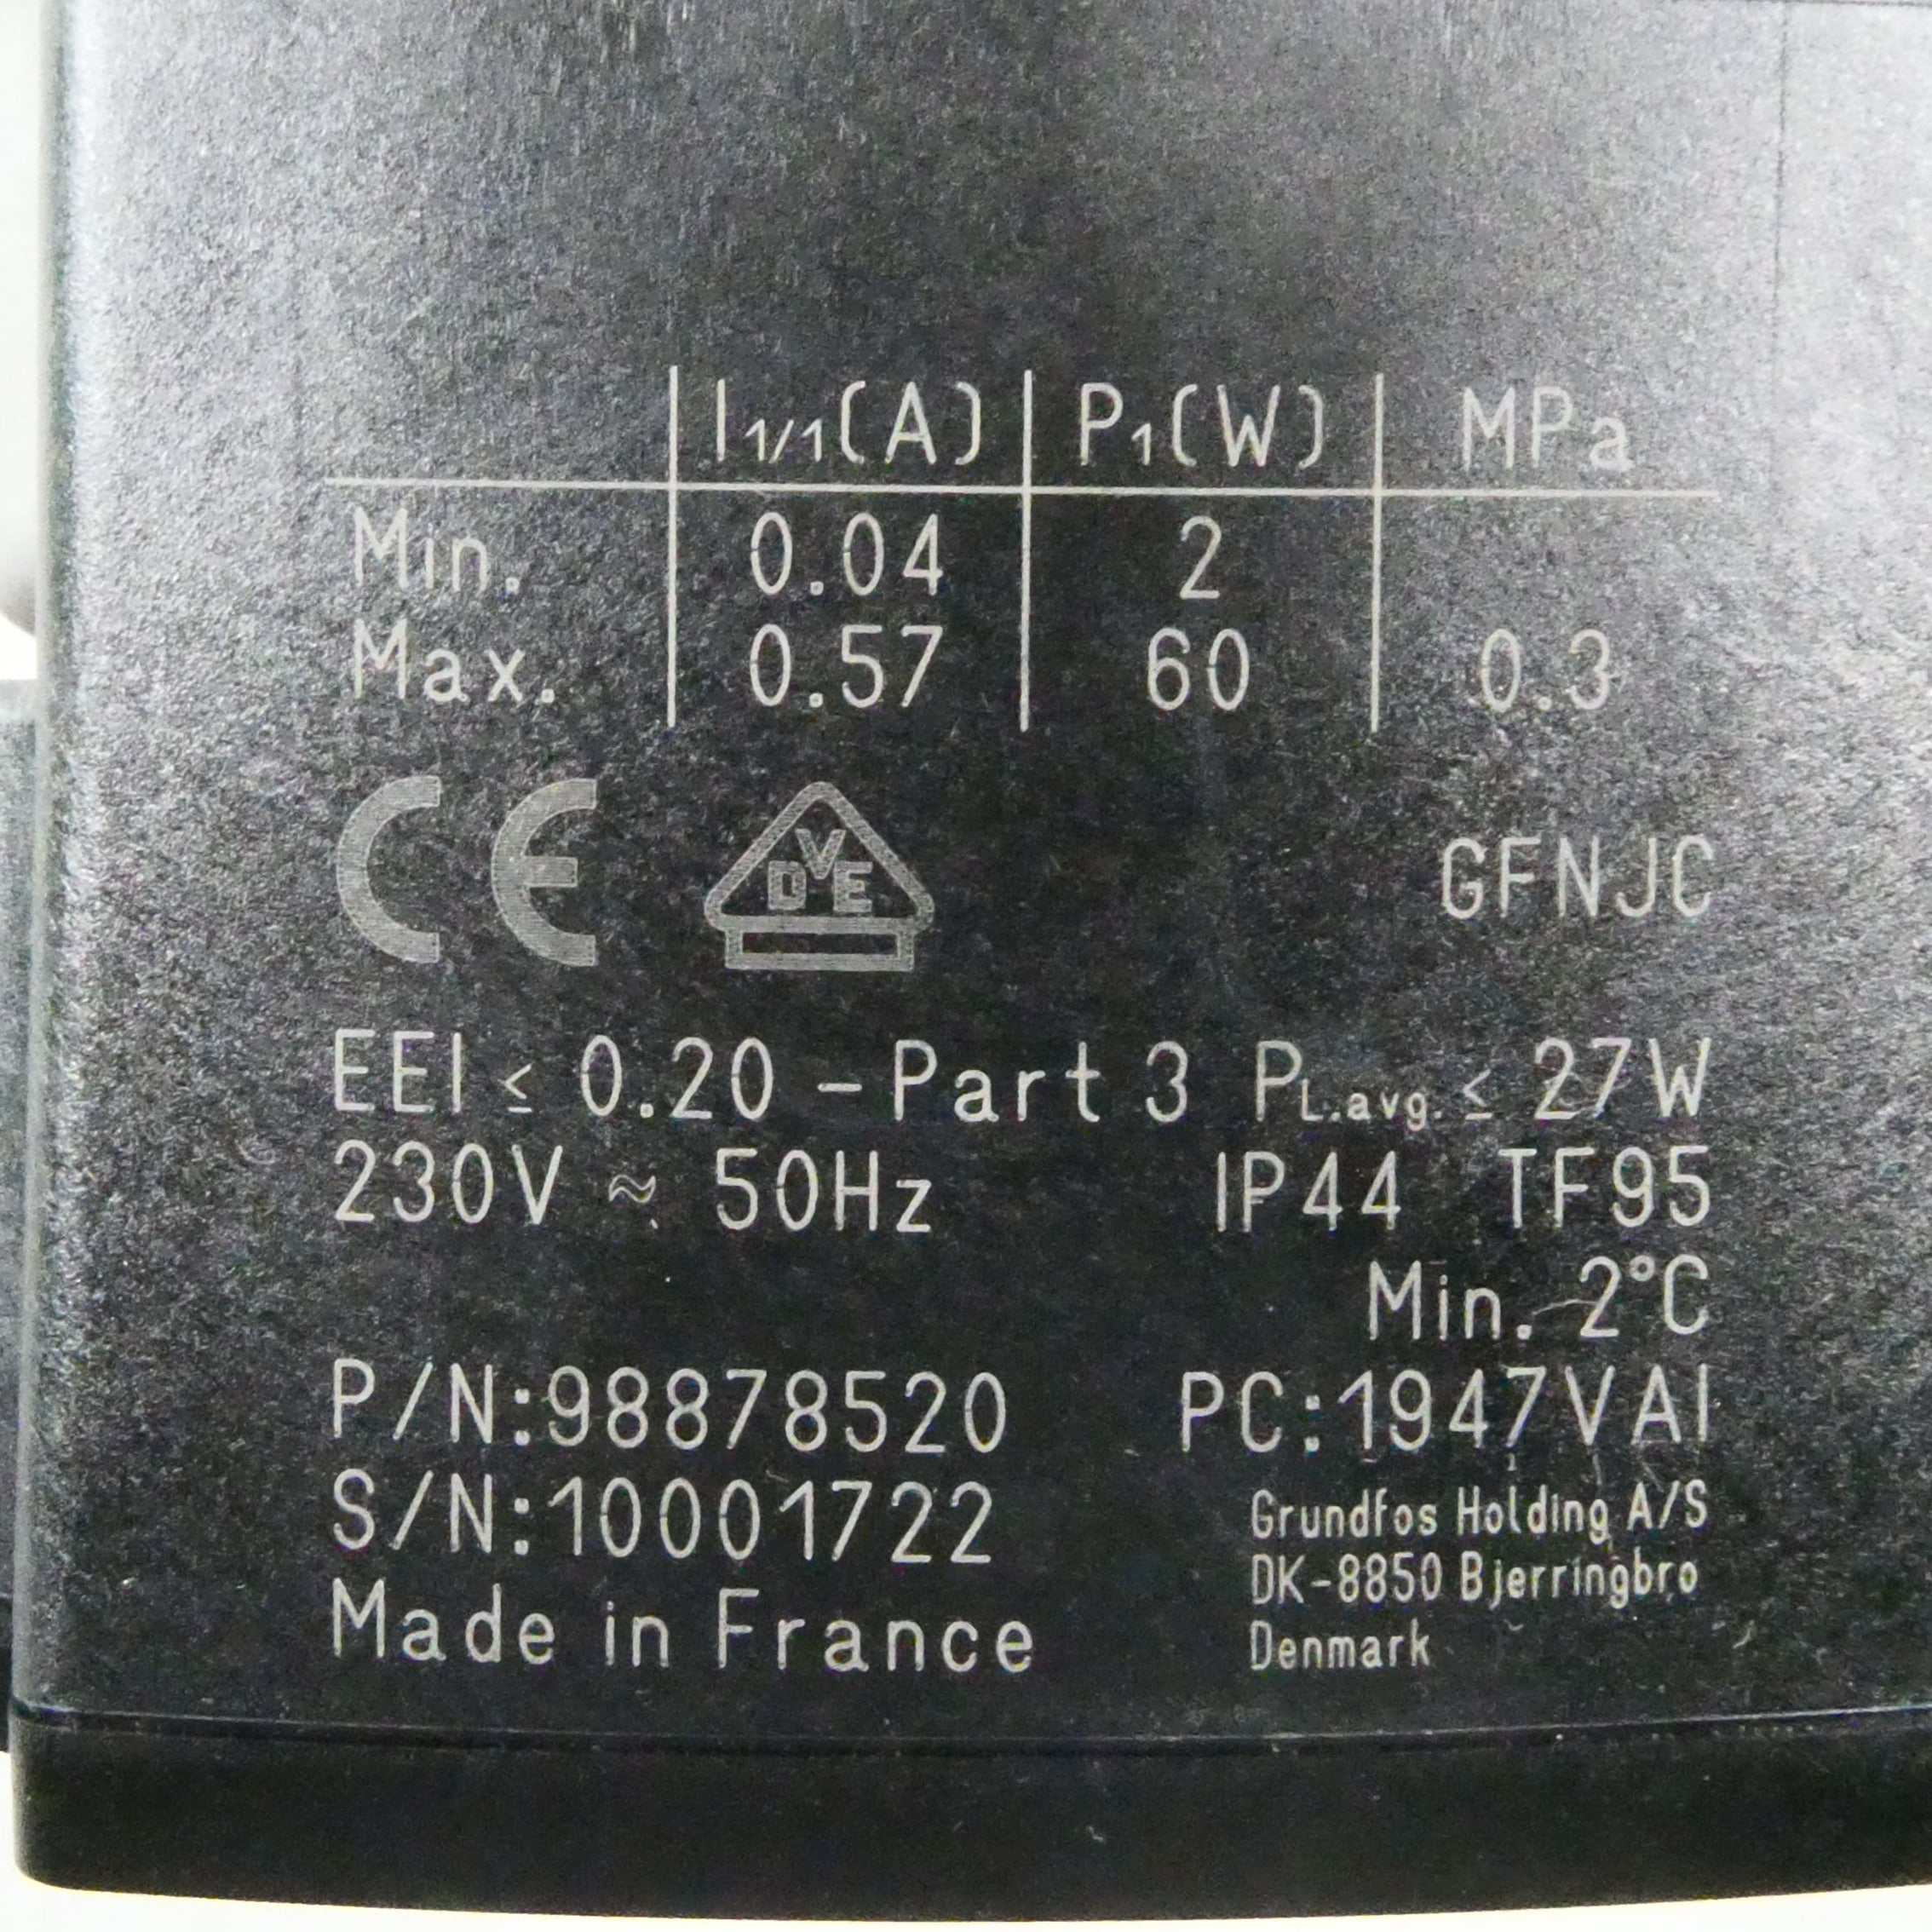 I1/1(A) P1(W) MPa
Min. 0.04 2
Max. 0.57 60 0.3
CE DVE GFNJC
EEI ≤ 0.20 – Part 3 PL.avg. ≤ 27W
230V ≂ 50Hz IP44 TF95
Min. 2°C
P/N:98878520 PC:1947VAI
S/N:10001722 Grundfos Holding A/S
DK-8850 Bjerringbro
Made in France Denmark